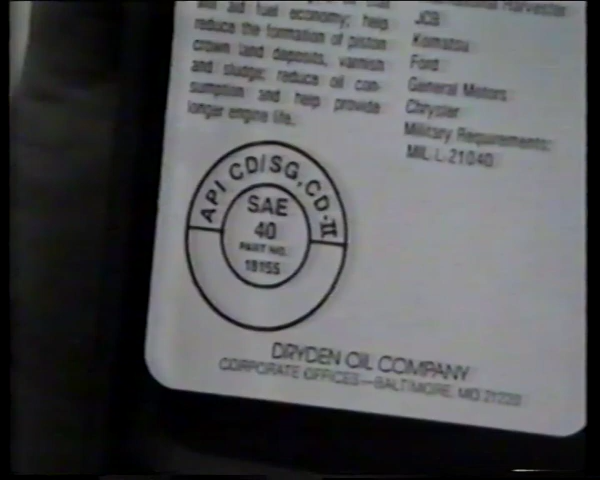 aid fuel economy; help
reduce the formation of piston
crown land deposits, varnish
and sludge; reduce oil con-
sumption and help provide
longer engine life.
Harvester
JCB
Komatsu
Ford
General Motors
Chrysler
Military Requirements:
MIL L 21040
API CD/SG, CD-II
SAE
40
PART NO.
18155
DRYDEN OIL COMPANY
CORPORATE OFFICES—BALTIMORE, MD